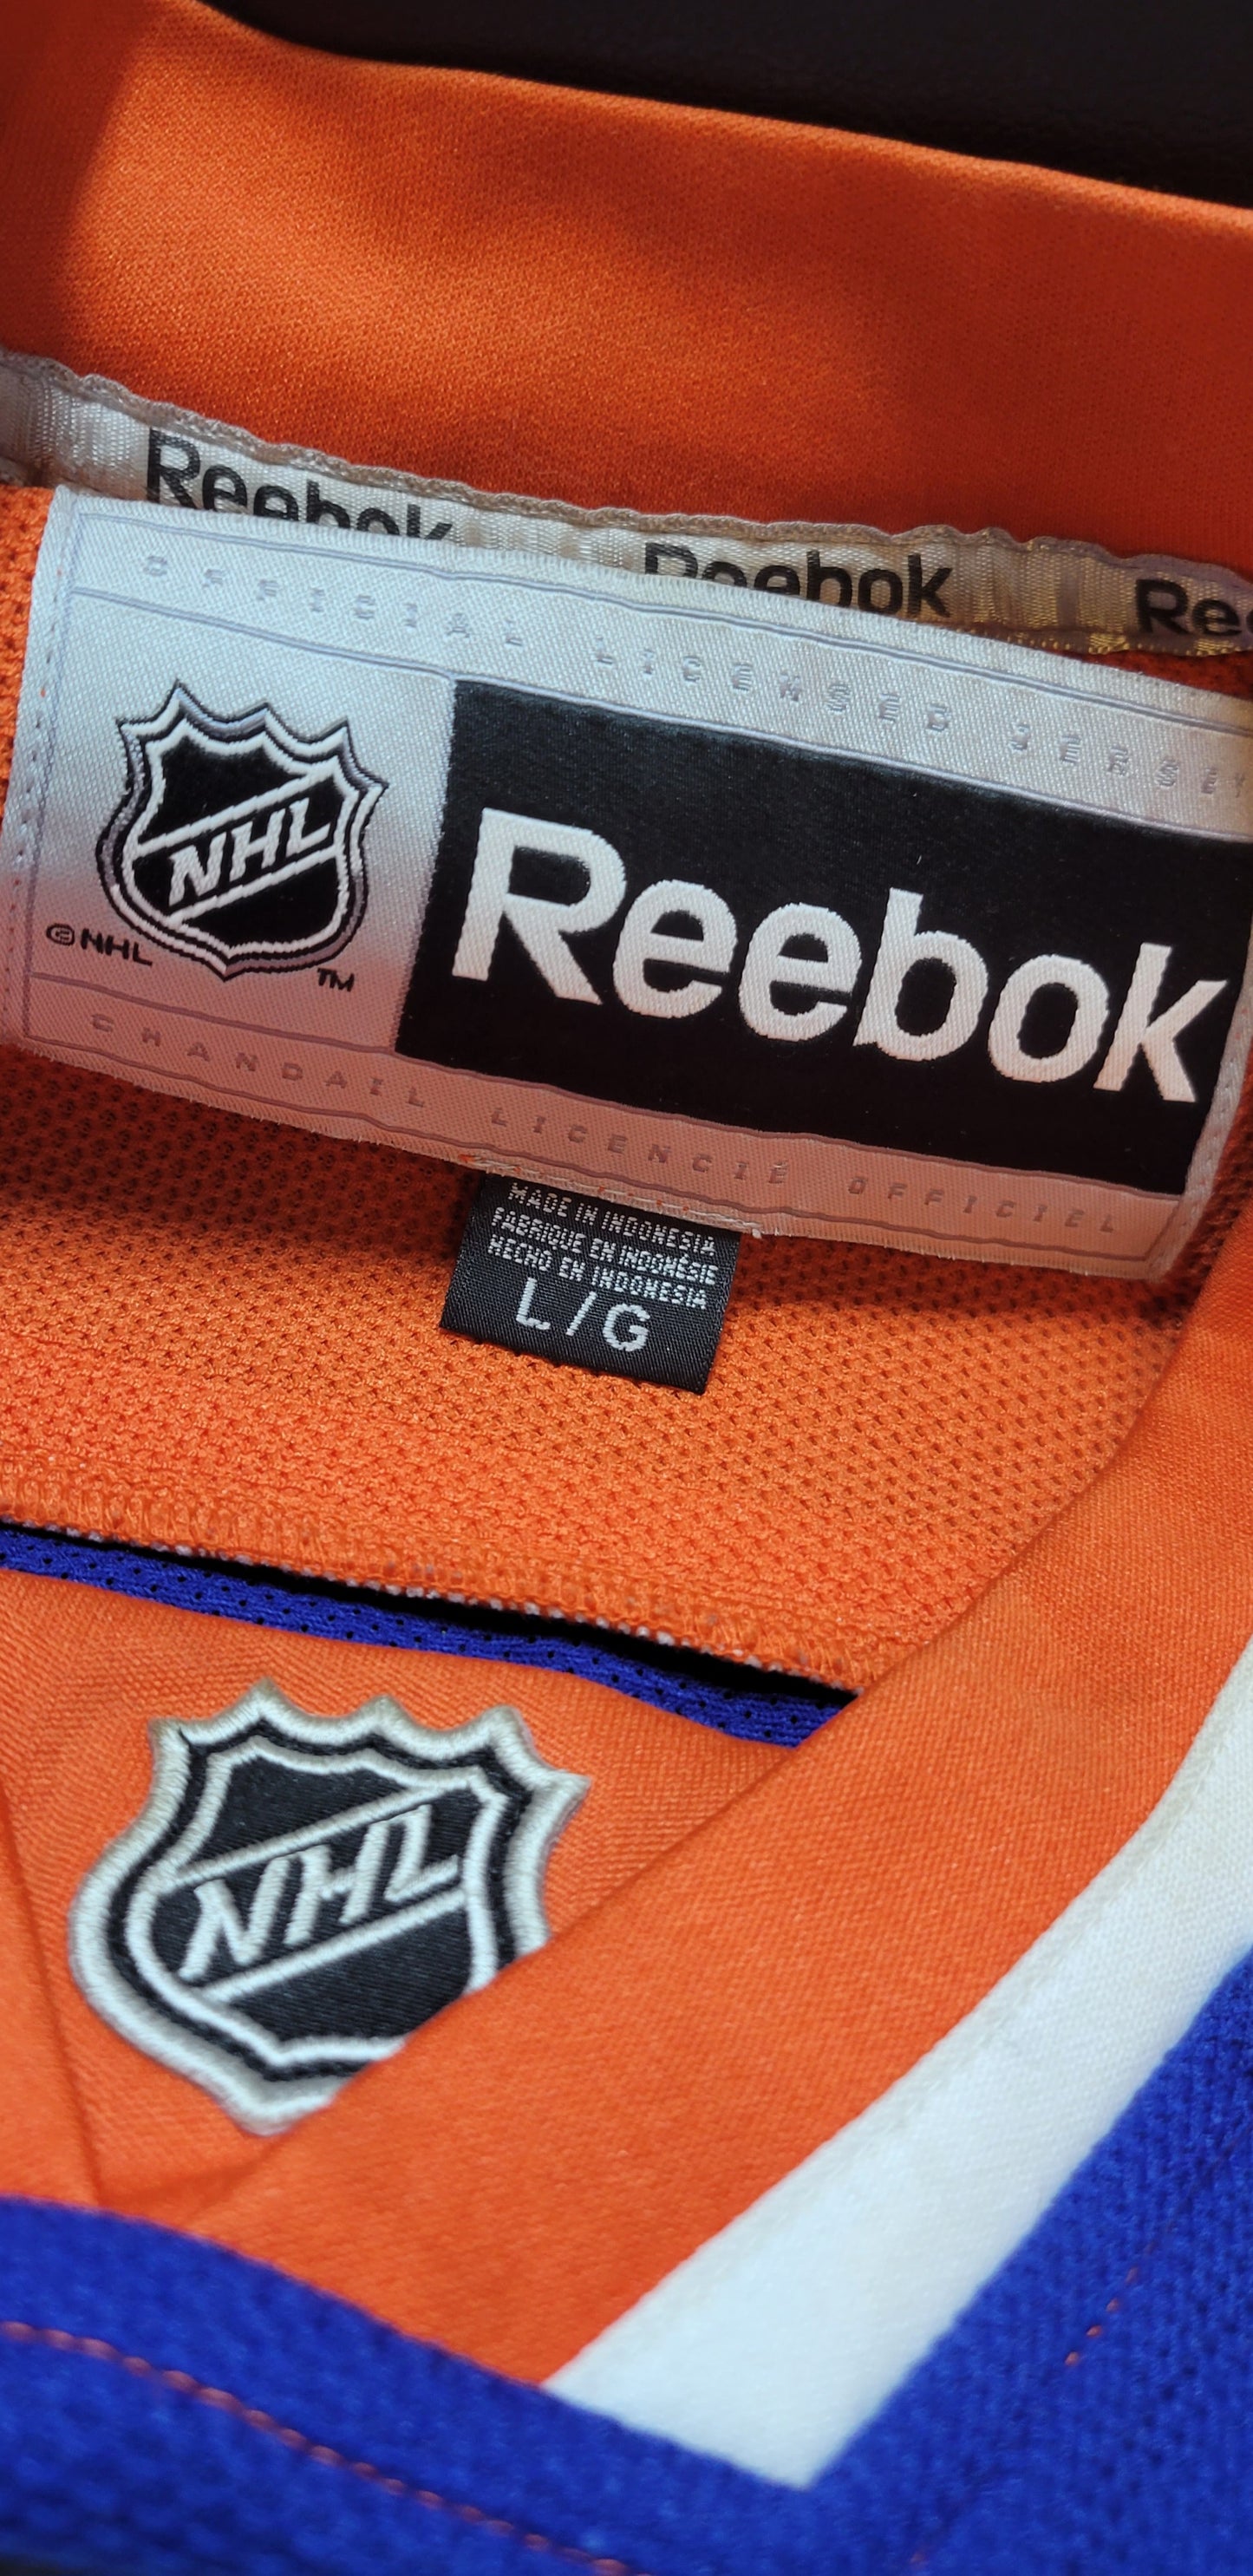 Reebok Reebok Ree
OFFICIAL LICENSED JERSEY
NHL
Reebok
©NHL TM
CHANDAIL LICENCIÉ OFFICIEL
MADE IN INDONESIA
FABRIQUE EN INDONÉSIE
HECHO EN INDONESIA
L/G
NHL